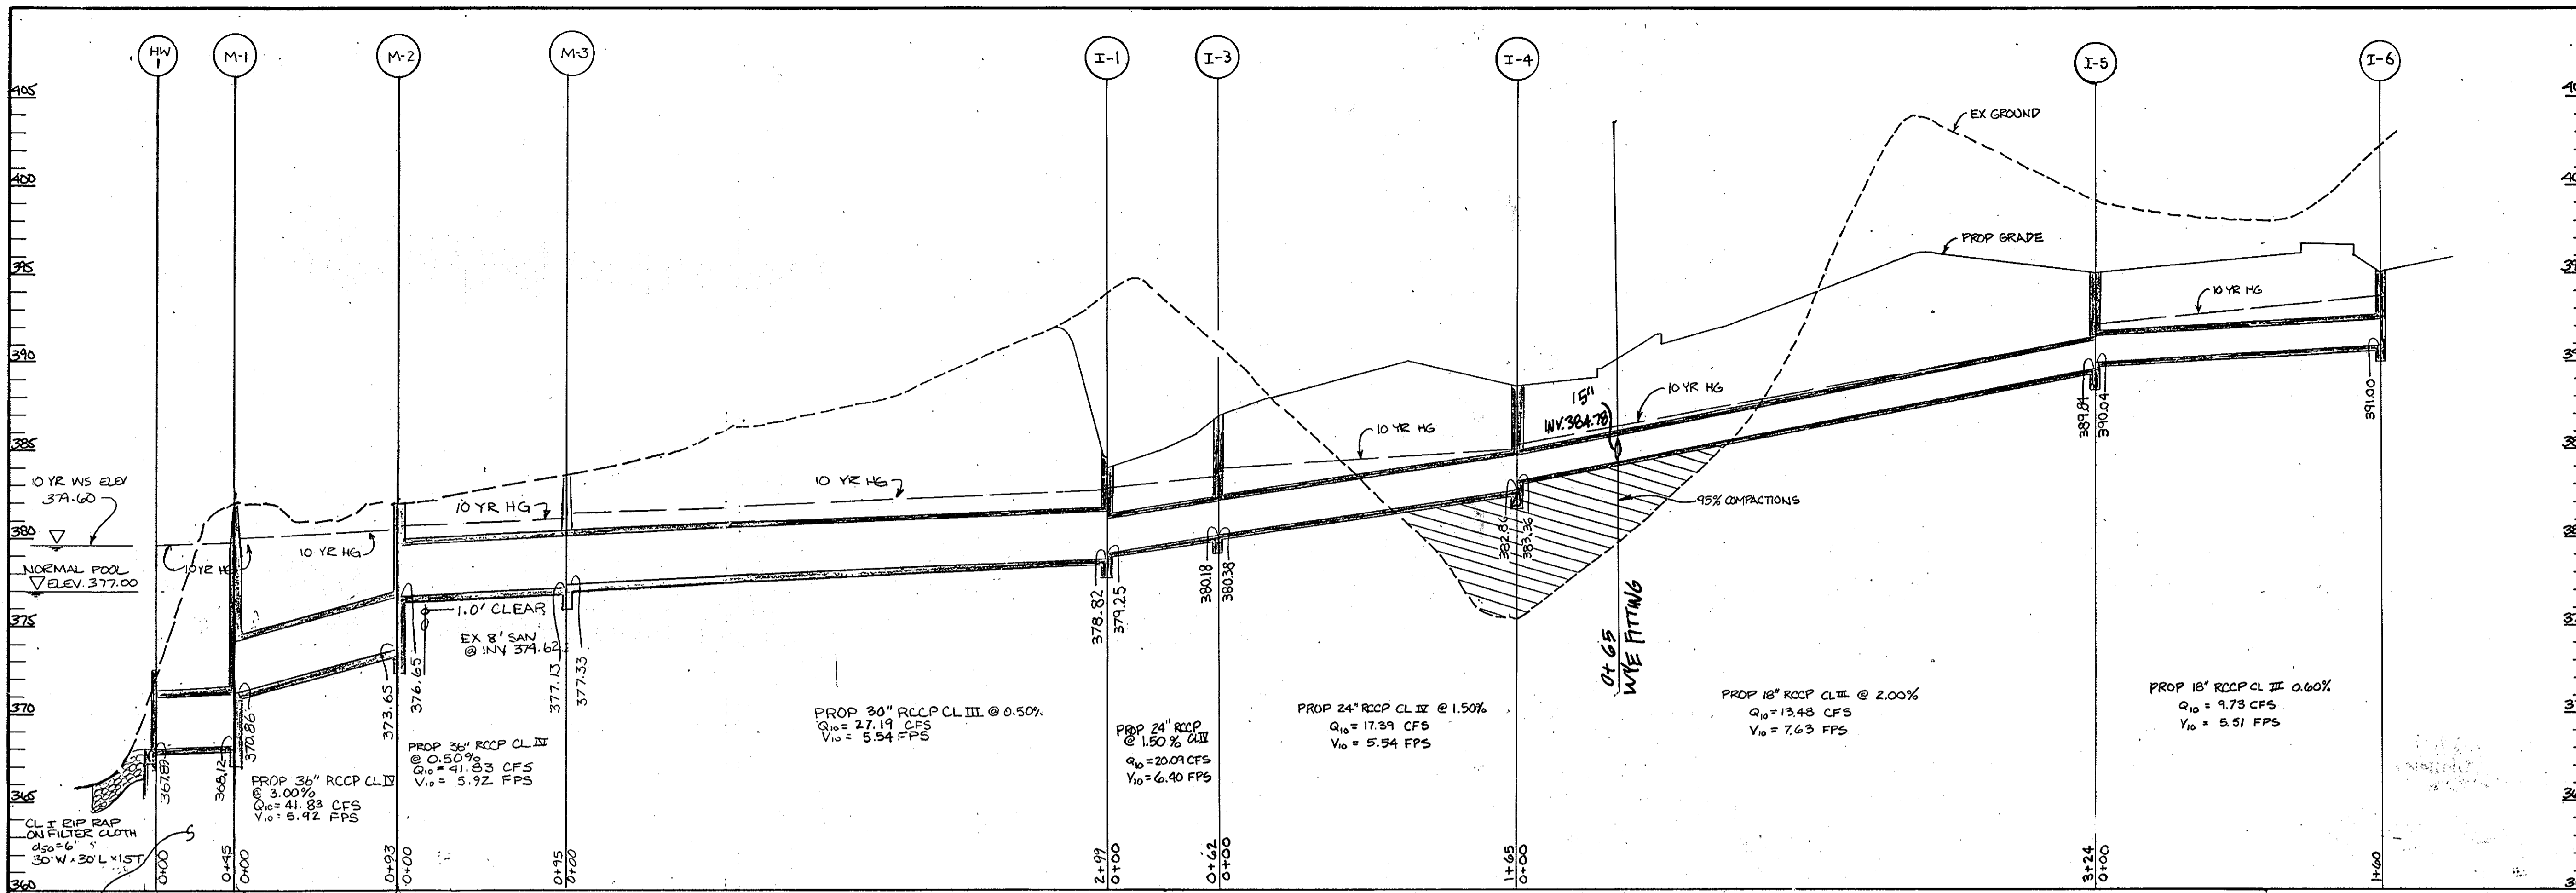 HW
1
M-1
M-2
M-3
I-1
I-3
I-4
I-5
I-6
405
400
395
390
385
380
375
370
365
360
10 YR WS ELEV
379.60
NORMAL POOL
ELEV. 377.00
10 YR HG
10 YR HG
10 YR HG
10 YR HG
10 YR HG
10 YR HG
10 YR HG
EX GROUND
PROP GRADE
95% COMPACTIONS
15"
INV. 384.78
0+65
WYE FITTING
1.0' CLEAR
EX 8' SAN
@ INV 374.62
367.89
368.12
370.86
373.65
376.65
377.13
377.33
378.82
379.25
380.18
380.38
382.86
383.36
389.84
390.04
391.00
CL I RIP RAP
ON FILTER CLOTH
d50=6"
30'W x 30'L x 1.5T
PROP 36" RCCP CL IV
@ 3.00%
Q10= 41.83 CFS
V10= 5.92 FPS
PROP 36" RCCP CL IV
@ 0.50%
Q10= 41.83 CFS
V10= 5.92 FPS
PROP 30" RCCP CL III @ 0.50%
Q10= 27.19 CFS
V10= 5.54 FPS
PROP 24" RCCP
@ 1.50% CL IV
Q10=20.09 CFS
V10=6.40 FPS
PROP 24" RCCP CL IV @ 1.50%
Q10= 17.39 CFS
V10= 5.54 FPS
PROP 18" RCCP CL III @ 2.00%
Q10= 13.48 CFS
V10= 7.63 FPS
PROP 18" RCCP CL III 0.60%
Q10= 9.73 CFS
V10= 5.51 FPS
0+00
0+45
0+00
0+93
0+00
0+95
0+00
2+99
0+00
0+62
0+00
1+65
0+00
3+24
0+00
1+60